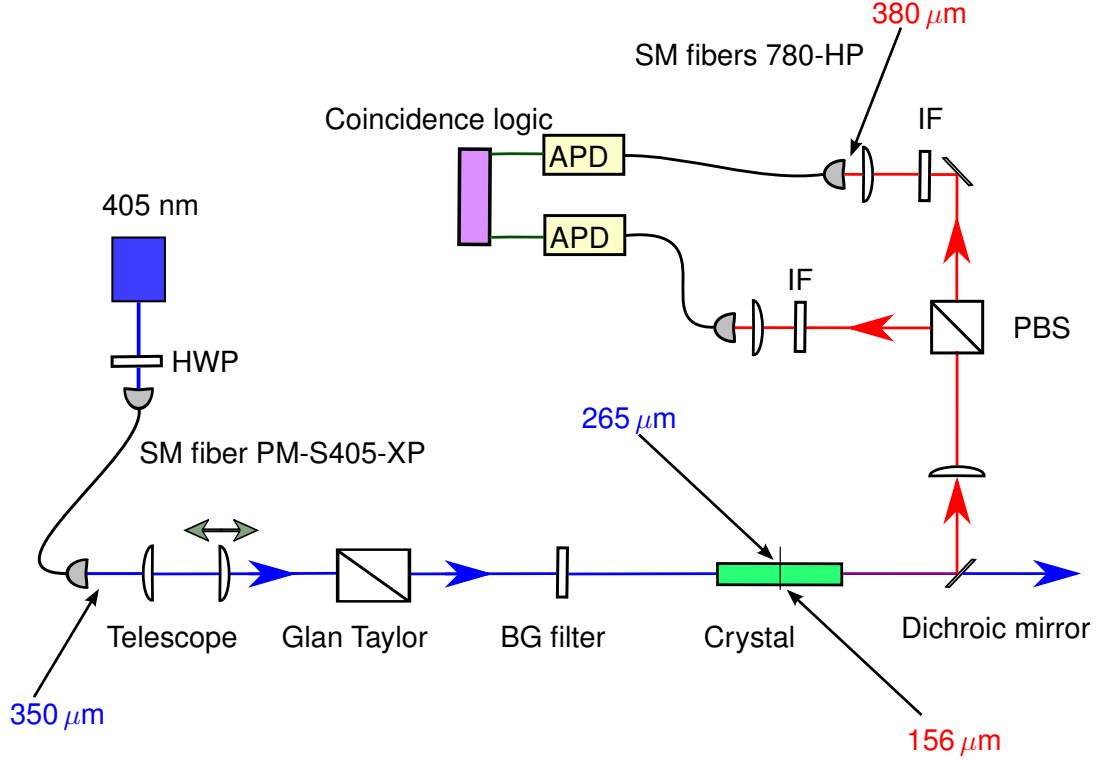 380 μm
SM fibers 780-HP
IF
Coincidence logic
APD
405 nm
APD
IF
PBS
HWP
265 μm
SM fiber PM-S405-XP
Telescope
Glan Taylor
BG filter
Crystal
Dichroic mirror
350 μm
156 μm